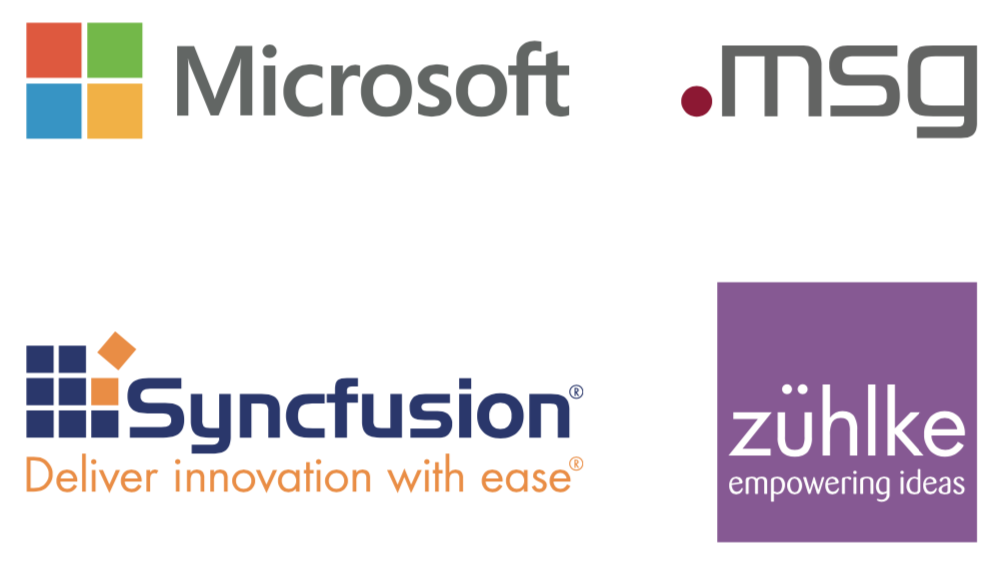 Microsoft
.msg
Syncfusion®
Deliver innovation with ease®
zühlke
empowering ideas